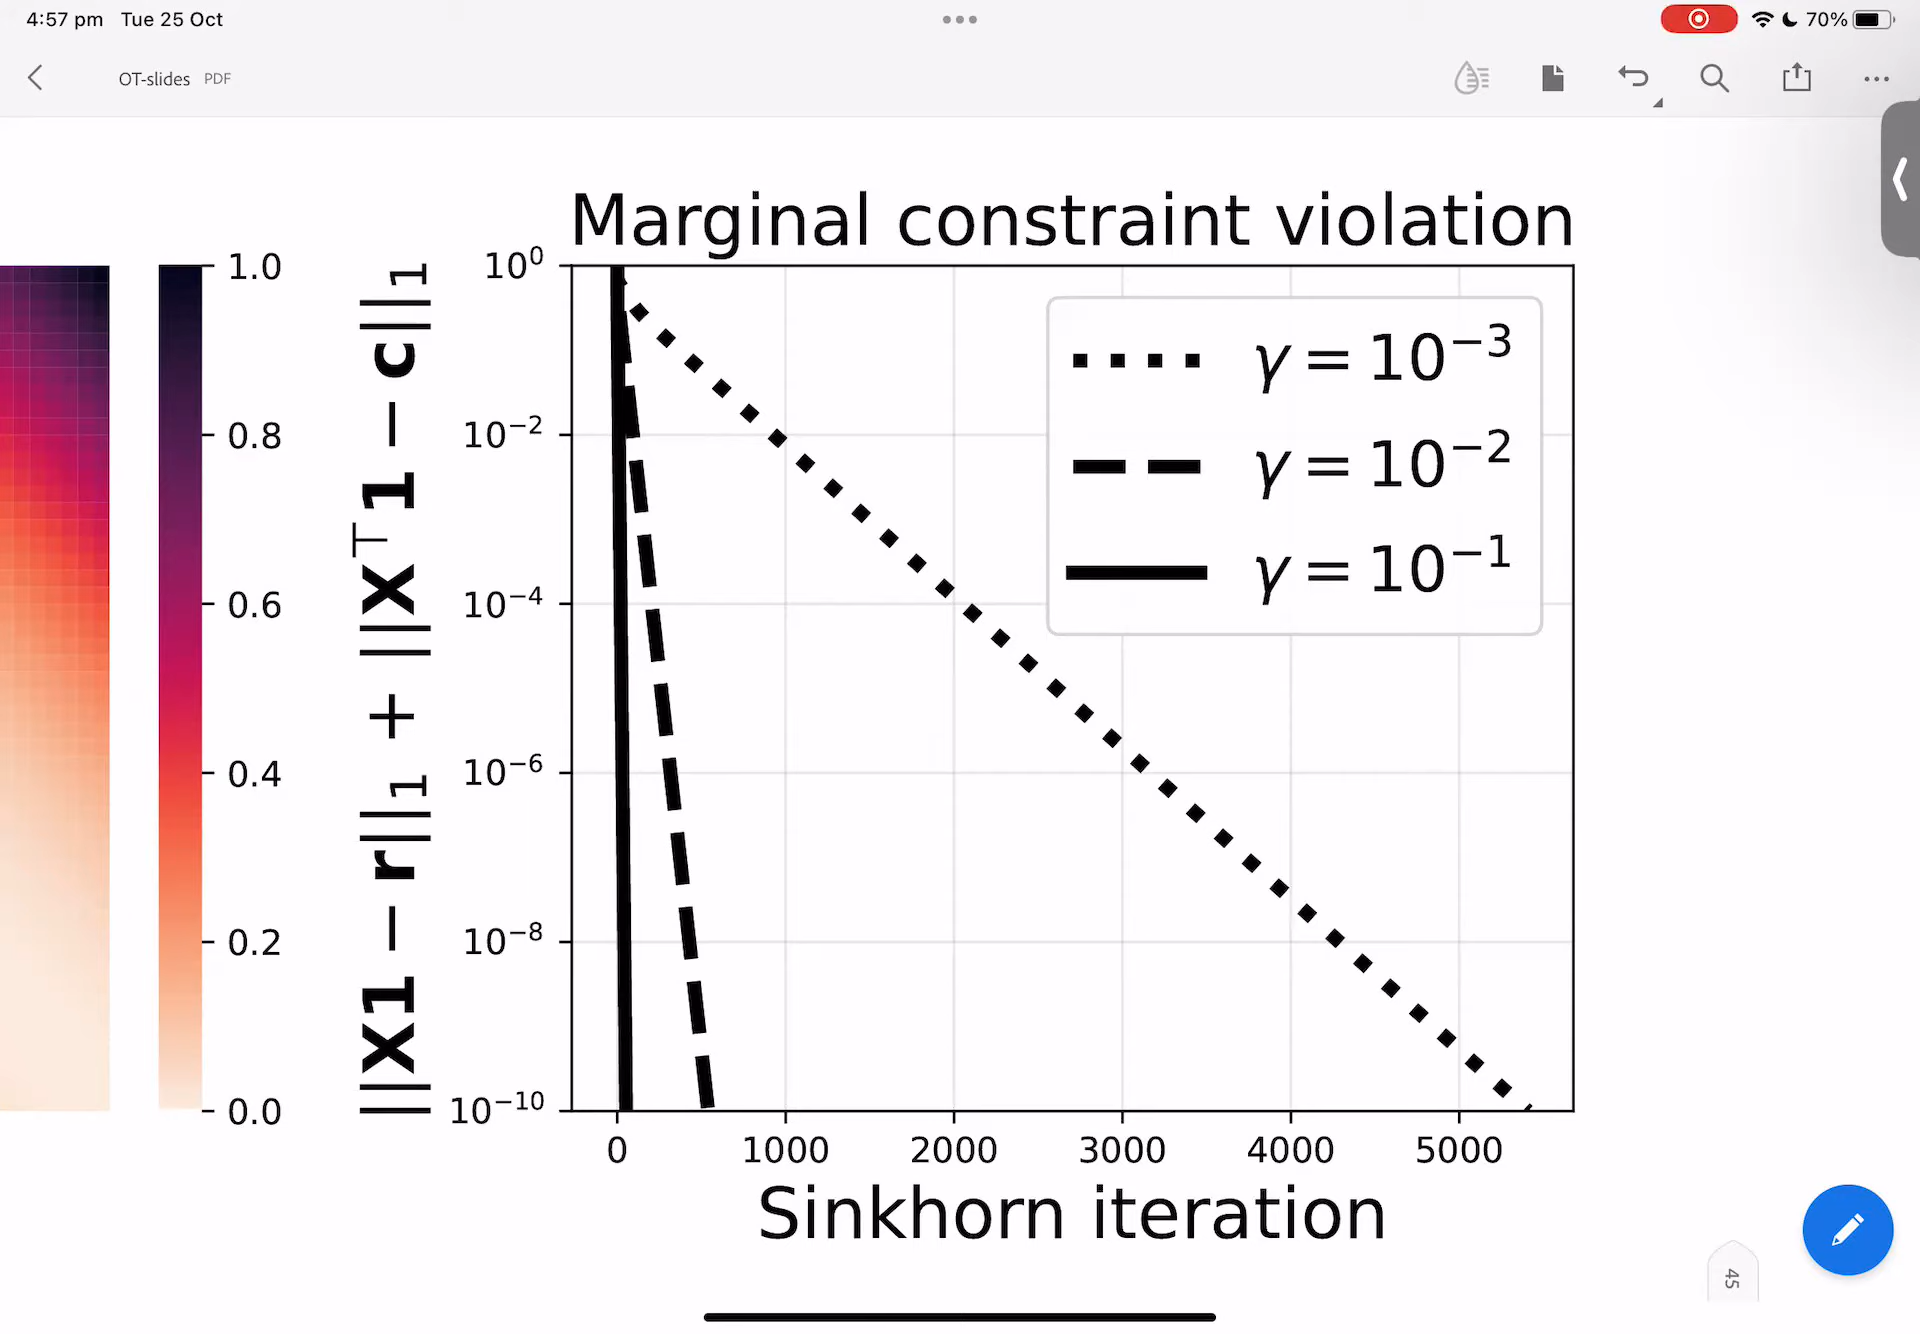 4:57 pm Tue 25 Oct
70%
OT-slides PDF
Marginal constraint violation
1.0
0.8
0.6
0.4
0.2
0.0
||X1 − r||₁ + ||X⊤1 − c||₁
10⁰
10⁻²
10⁻⁴
10⁻⁶
10⁻⁸
10⁻¹⁰
γ = 10⁻³
γ = 10⁻²
γ = 10⁻¹
0 1000 2000 3000 4000 5000
Sinkhorn iteration
45